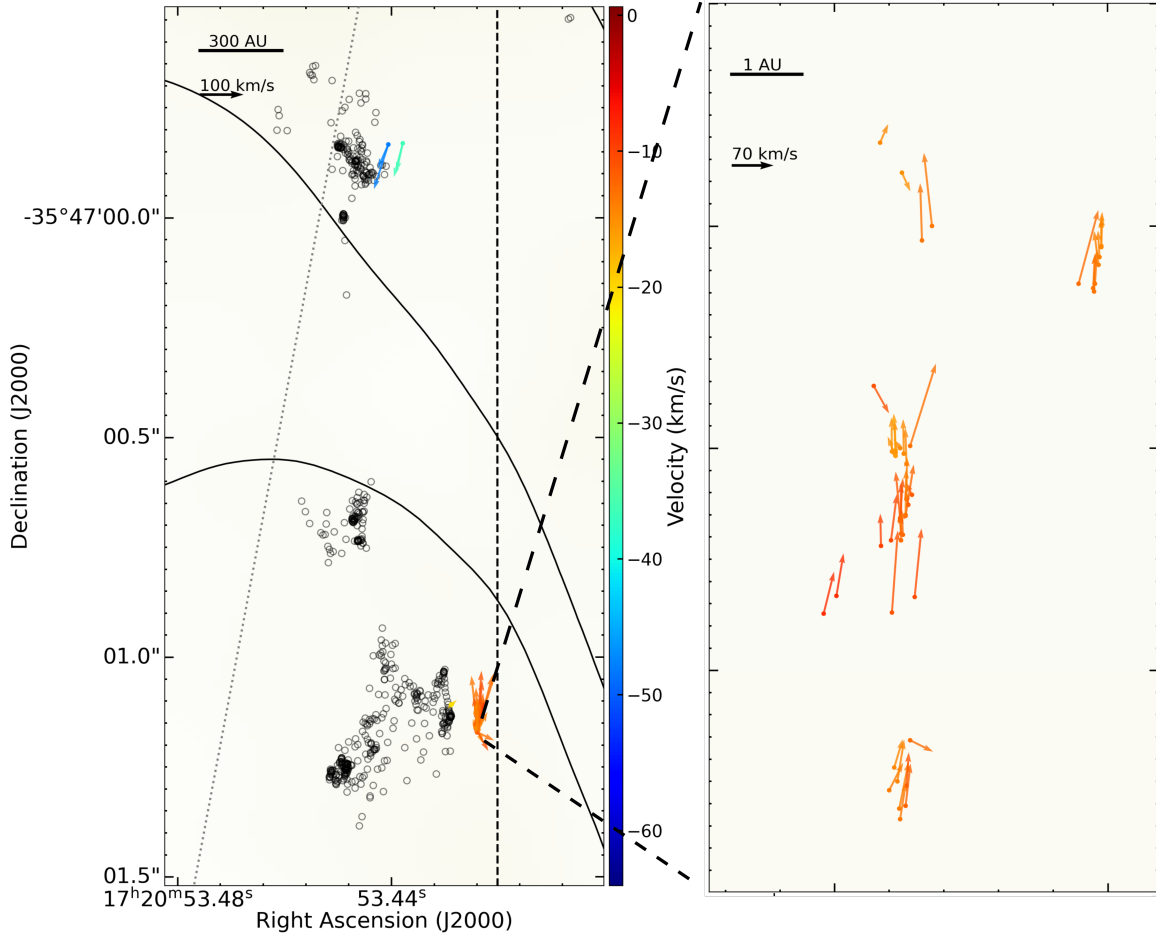 300 AU
100 km/s
-35°47'00.0"
00.5"
01.0"
01.5"
17ʰ20ᵐ53.48ˢ
53.44ˢ
Right Ascension (J2000)
Declination (J2000)
0
−10
−20
−30
−40
−50
−60
Velocity (km/s)
1 AU
70 km/s